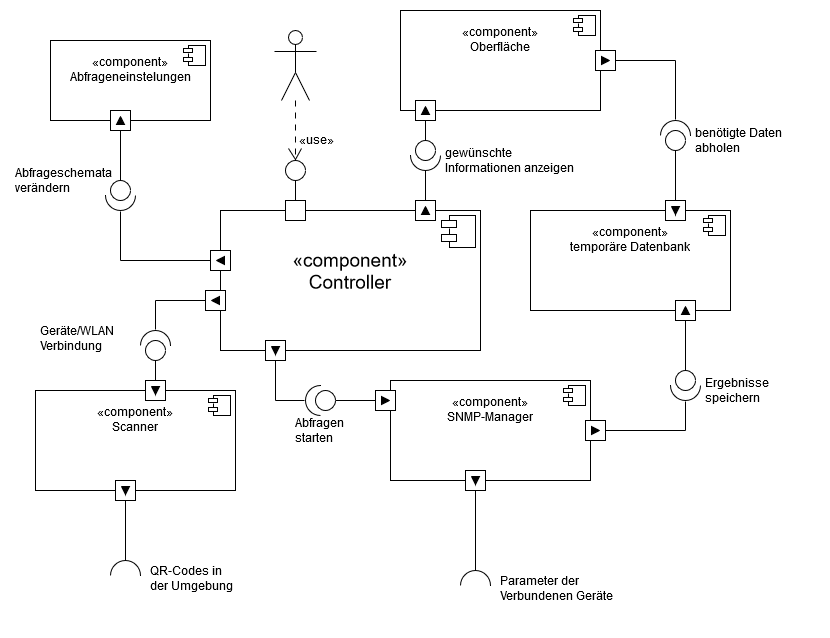 «component»
Abfrageneinstelungen
«component»
Oberfläche
«use»
benötigte Daten
abholen
gewünschte
Informationen anzeigen
Abfrageschemata
verändern
«component»
Controller
«component»
temporäre Datenbank
Geräte/WLAN
Verbindung
«component»
Scanner
Abfragen
starten
«component»
SNMP-Manager
Ergebnisse
speichern
QR-Codes in
der Umgebung
Parameter der
Verbundenen Geräte